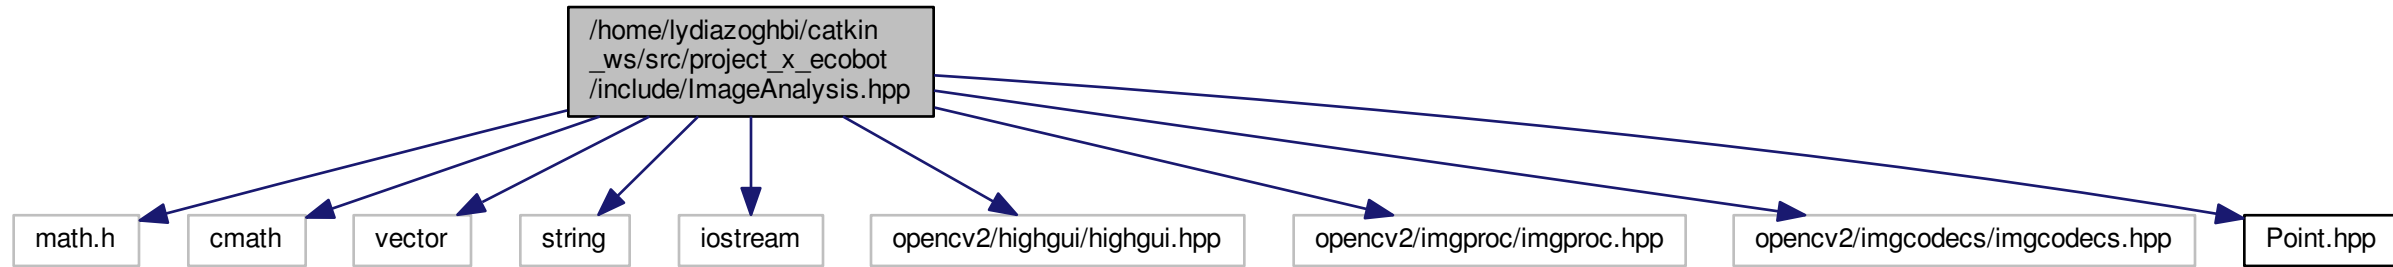 /home/lydiazoghbi/catkin
_ws/src/project_x_ecobot
/include/ImageAnalysis.hpp
math.h
cmath
vector
string
iostream
opencv2/highgui/highgui.hpp
opencv2/imgproc/imgproc.hpp
opencv2/imgcodecs/imgcodecs.hpp
Point.hpp